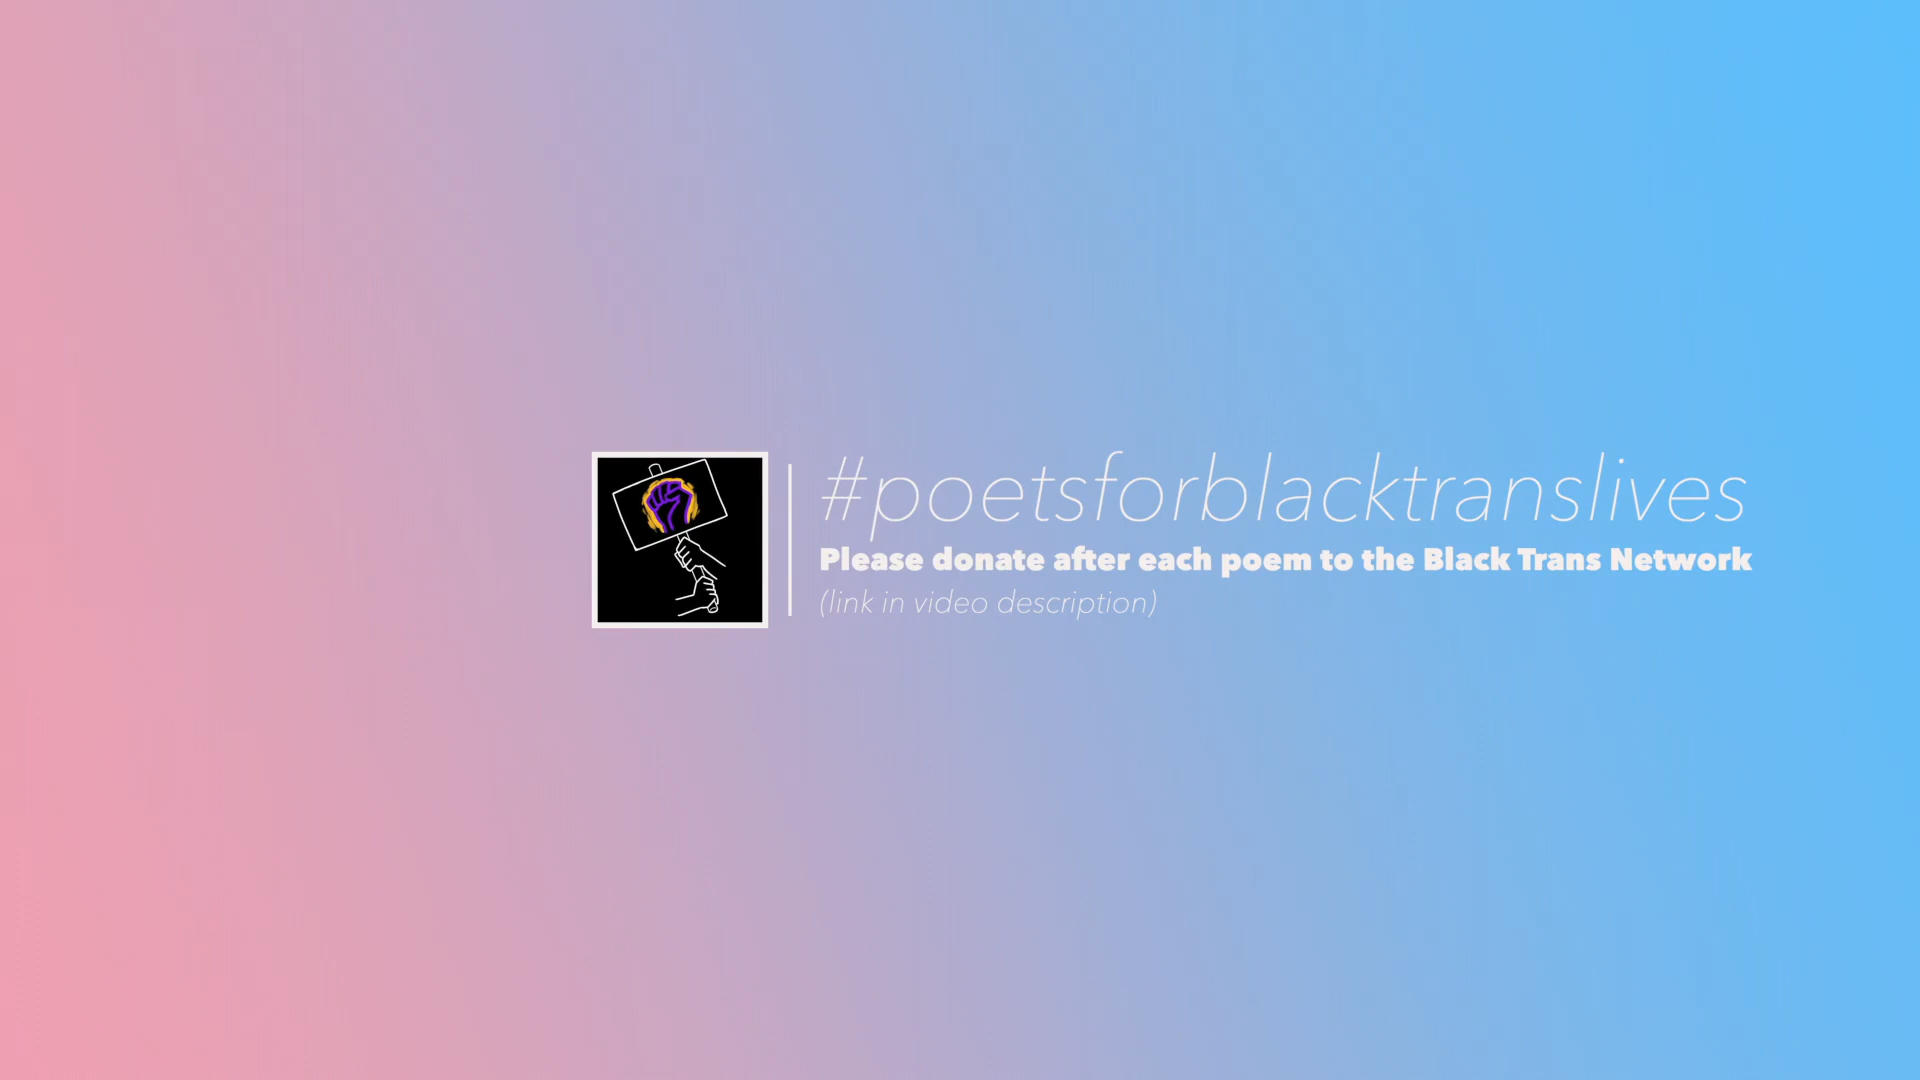 #poetsforblacktranslives
Please donate after each poem to the Black Trans Network
(link in video description)